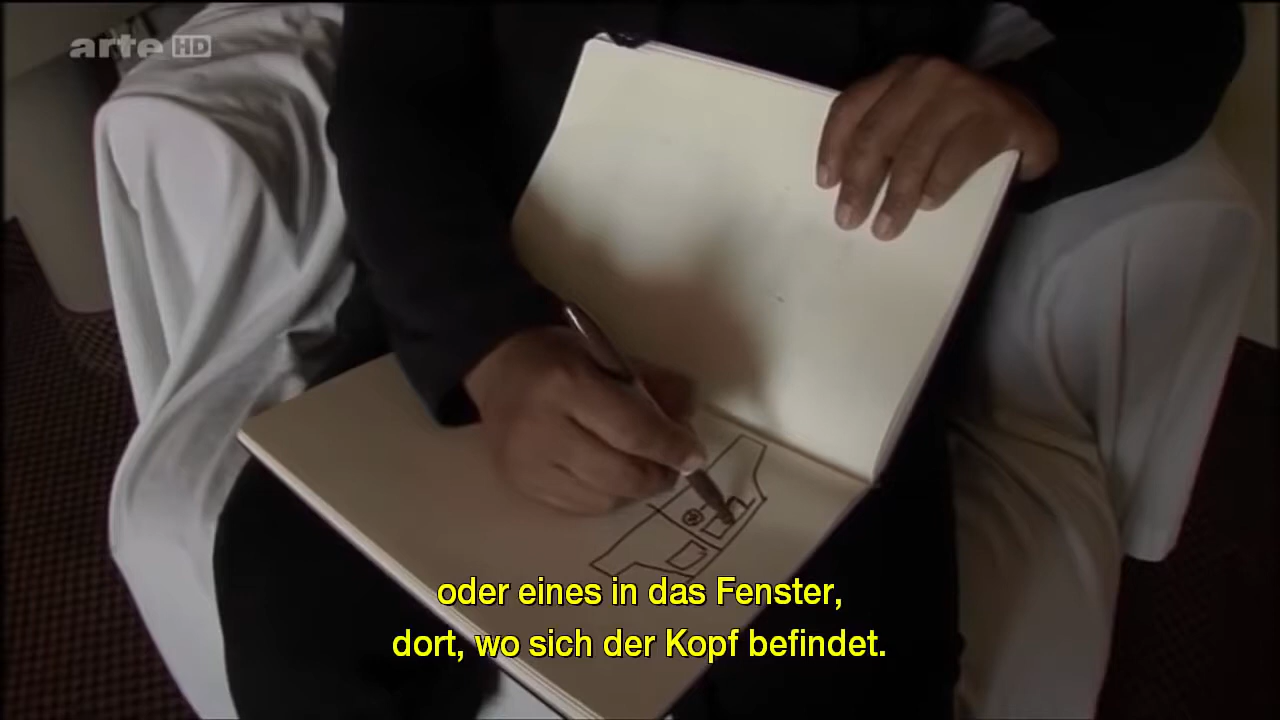 arte HD
oder eines in das Fenster,
dort, wo sich der Kopf befindet.